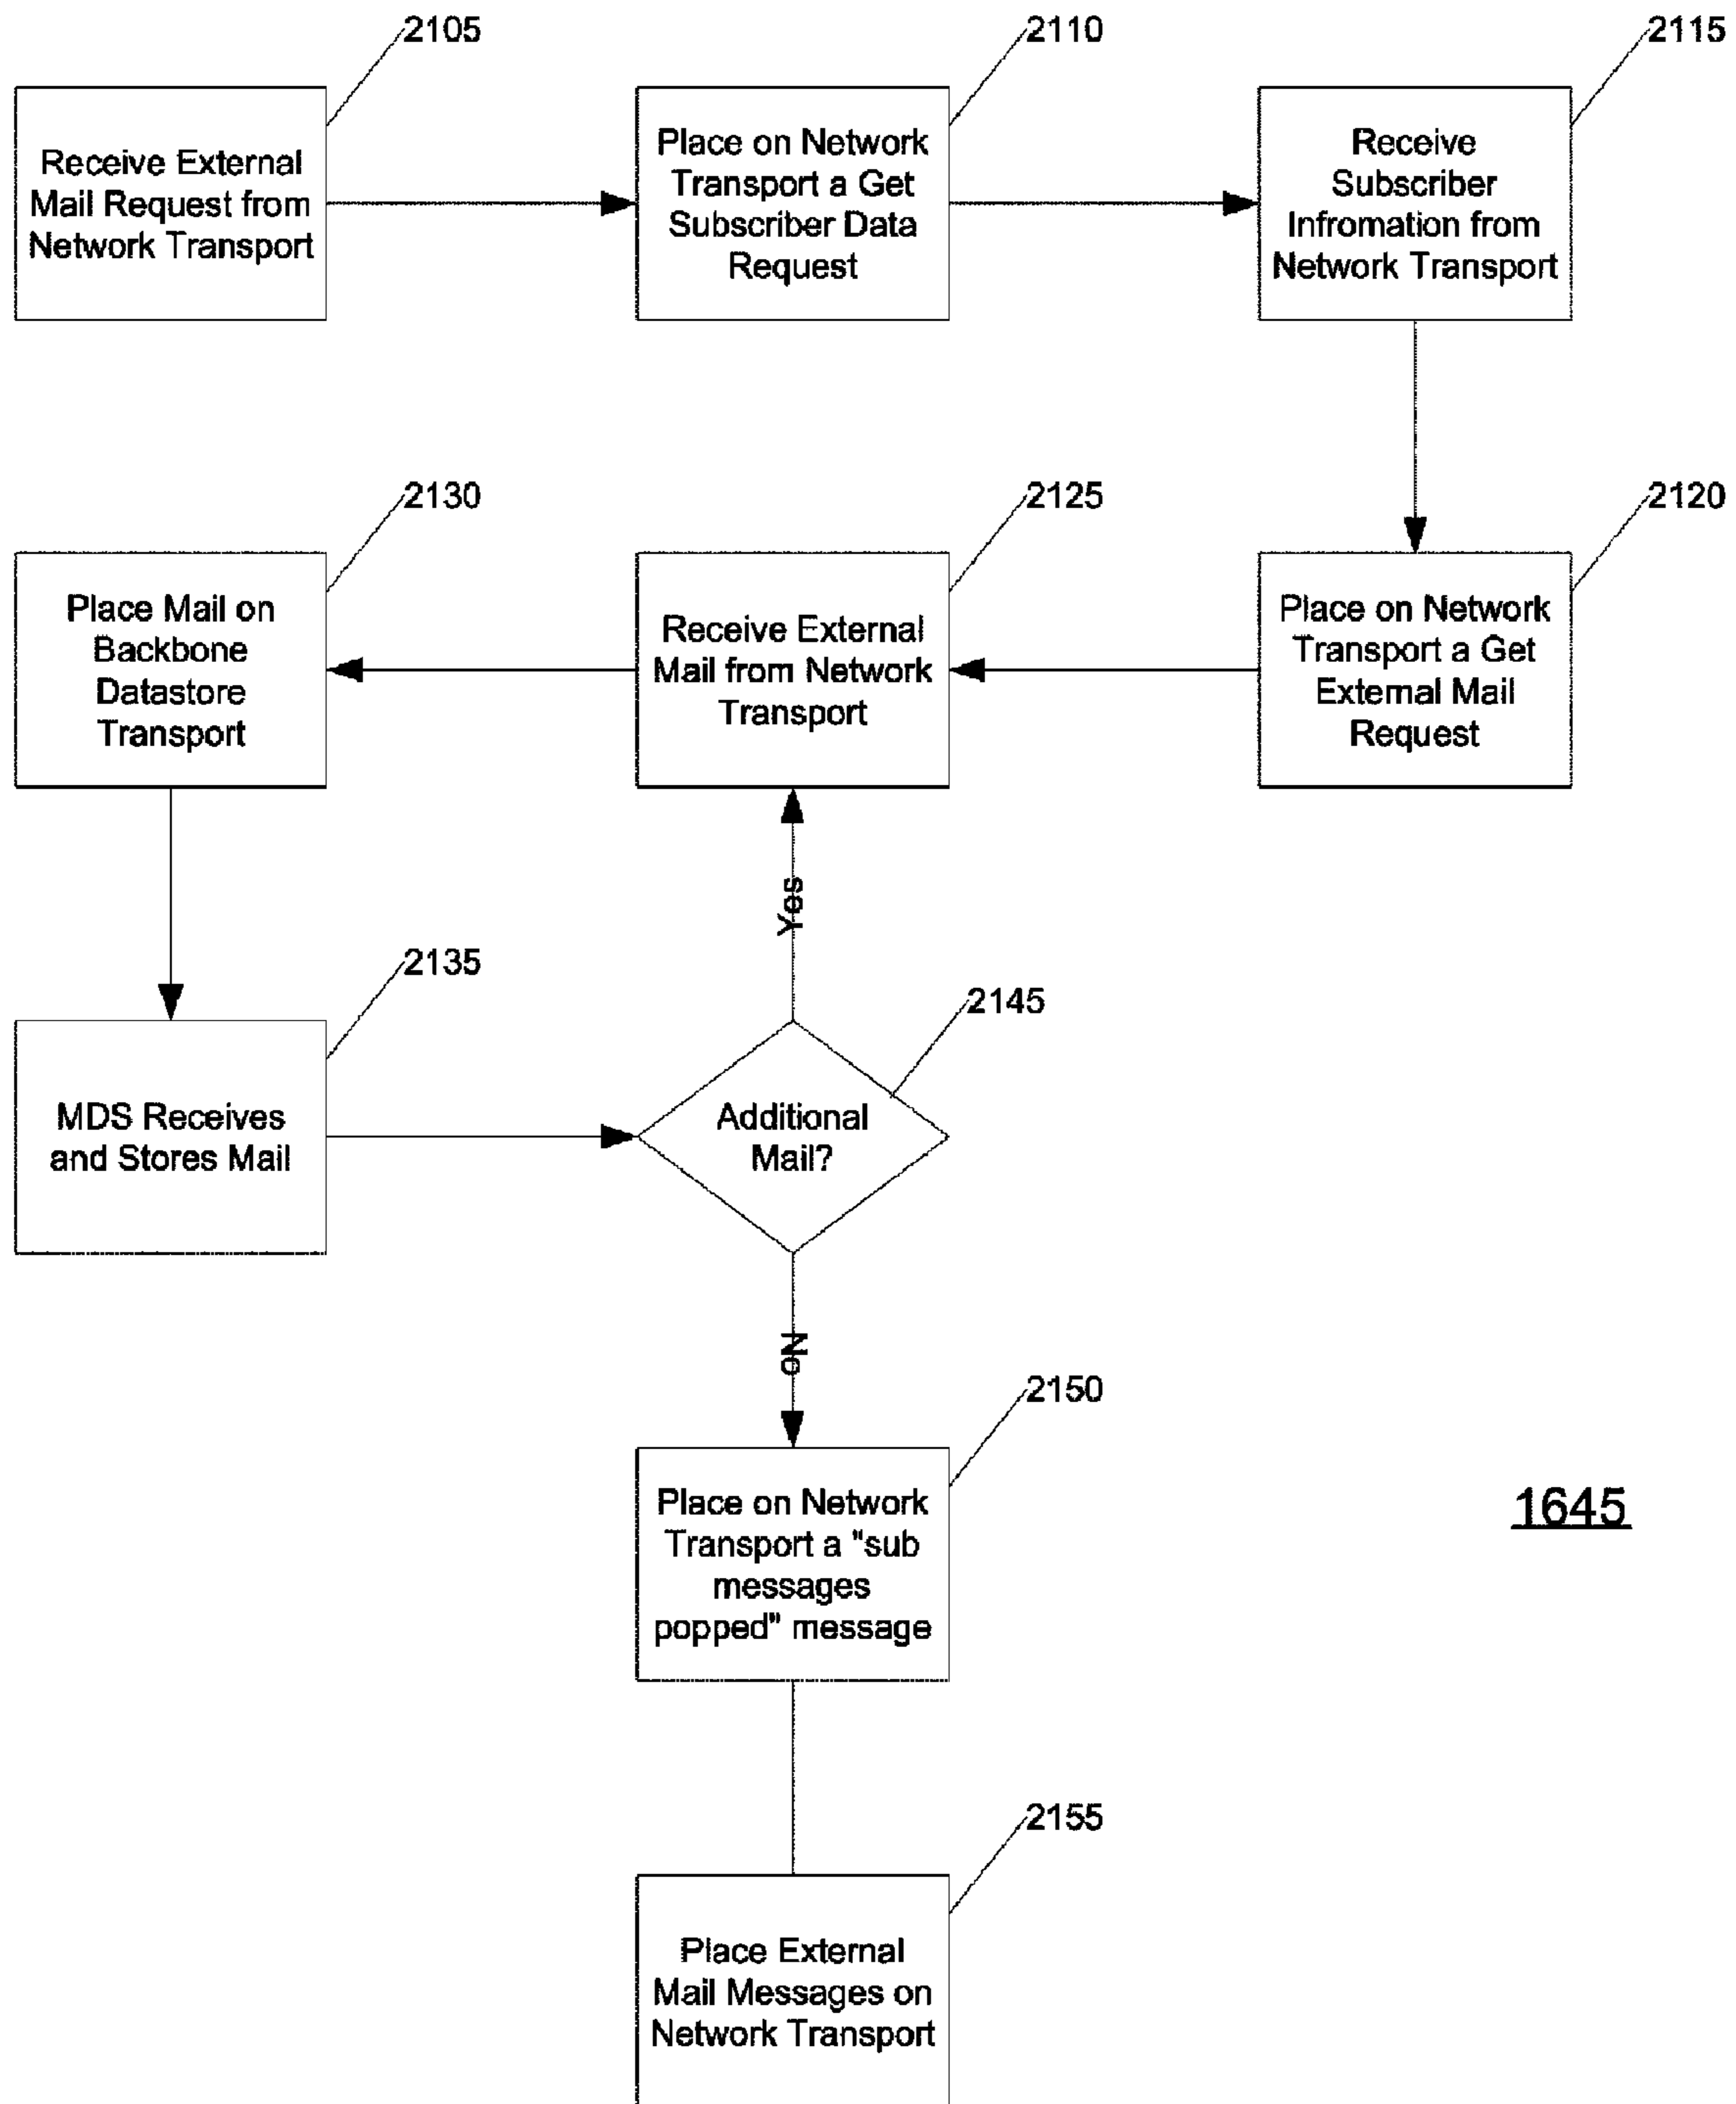 2105
2110
2115
Receive External
Mail Request from
Network Transport
Place on Network
Transport a Get
Subscriber Data
Request
Receive
Subscriber
Infromation from
Network Transport
2130
2125
2120
Place Mail on
Backbone
Datastore
Transport
Receive External
Mail from Network
Transport
Place on Network
Transport a Get
External Mail
Request
Yes
2135
2145
MDS Receives
and Stores Mail
Additional
Mail?
No
2150
Place on Network
Transport a "sub
messages
popped" message
1645
2155
Place External
Mail Messages on
Network Transport